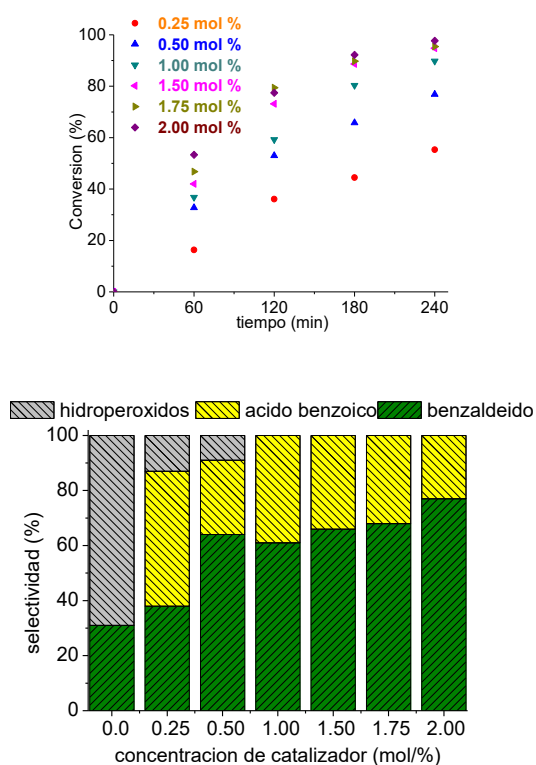 100
80
60
40
20
0
Conversion (%)
0.25 mol %
0.50 mol %
1.00 mol %
1.50 mol %
1.75 mol %
2.00 mol %
0 60 120 180 240
tiempo (min)
hidroperoxidos acido benzoico benzaldeido
100
80
60
40
20
0
selectividad (%)
0.0 0.25 0.50 1.00 1.50 1.75 2.00
concentracion de catalizador (mol/%)